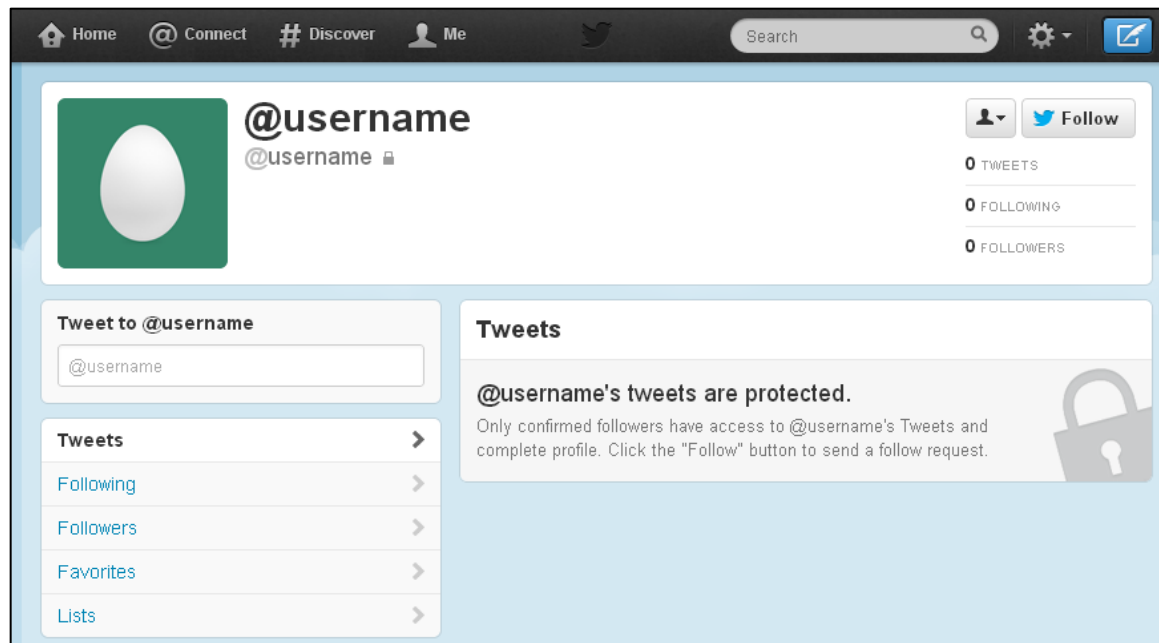 Home @ Connect # Discover Me Search
@username
@username
Follow
0 TWEETS
0 FOLLOWING
0 FOLLOWERS
Tweet to @username
@username
Tweets
Following
Followers
Favorites
Lists
Tweets
@username's tweets are protected.
Only confirmed followers have access to @username's Tweets and
complete profile. Click the "Follow" button to send a follow request.